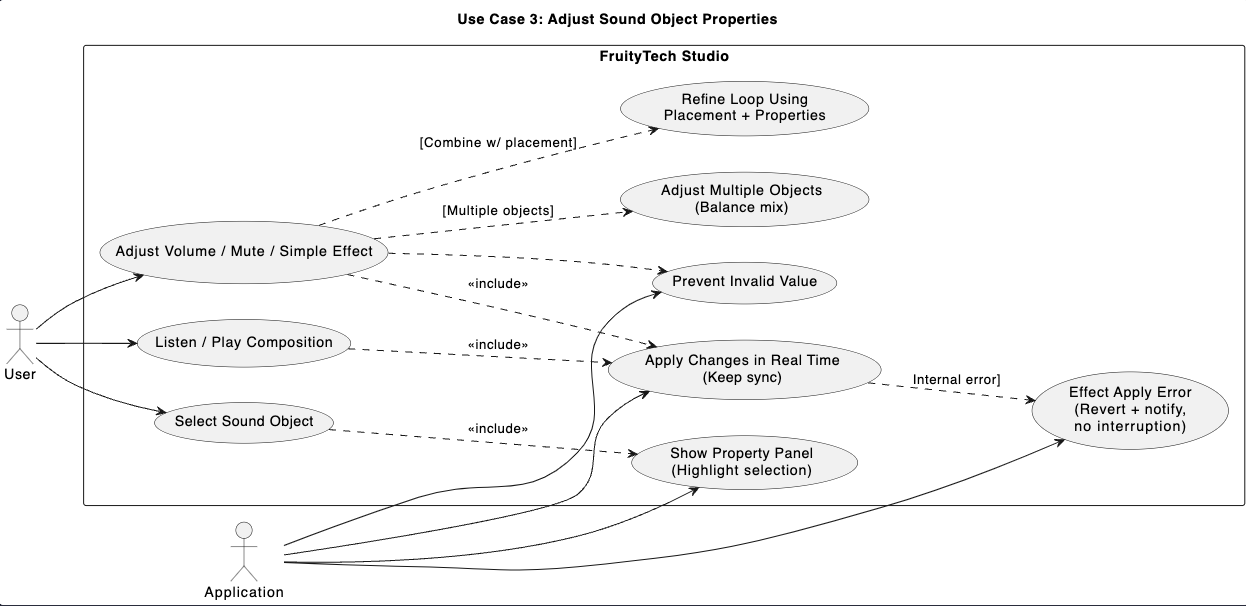 Use Case 3: Adjust Sound Object Properties
FruityTech Studio
Refine Loop Using
Placement + Properties
[Combine w/ placement]
Adjust Multiple Objects
(Balance mix)
[Multiple objects]
Adjust Volume / Mute / Simple Effect
Prevent Invalid Value
«include»
Listen / Play Composition
«include»
Apply Changes in Real Time
(Keep sync)
Internal error]
Effect Apply Error
(Revert + notify,
no interruption)
User
Select Sound Object
«include»
Show Property Panel
(Highlight selection)
Application